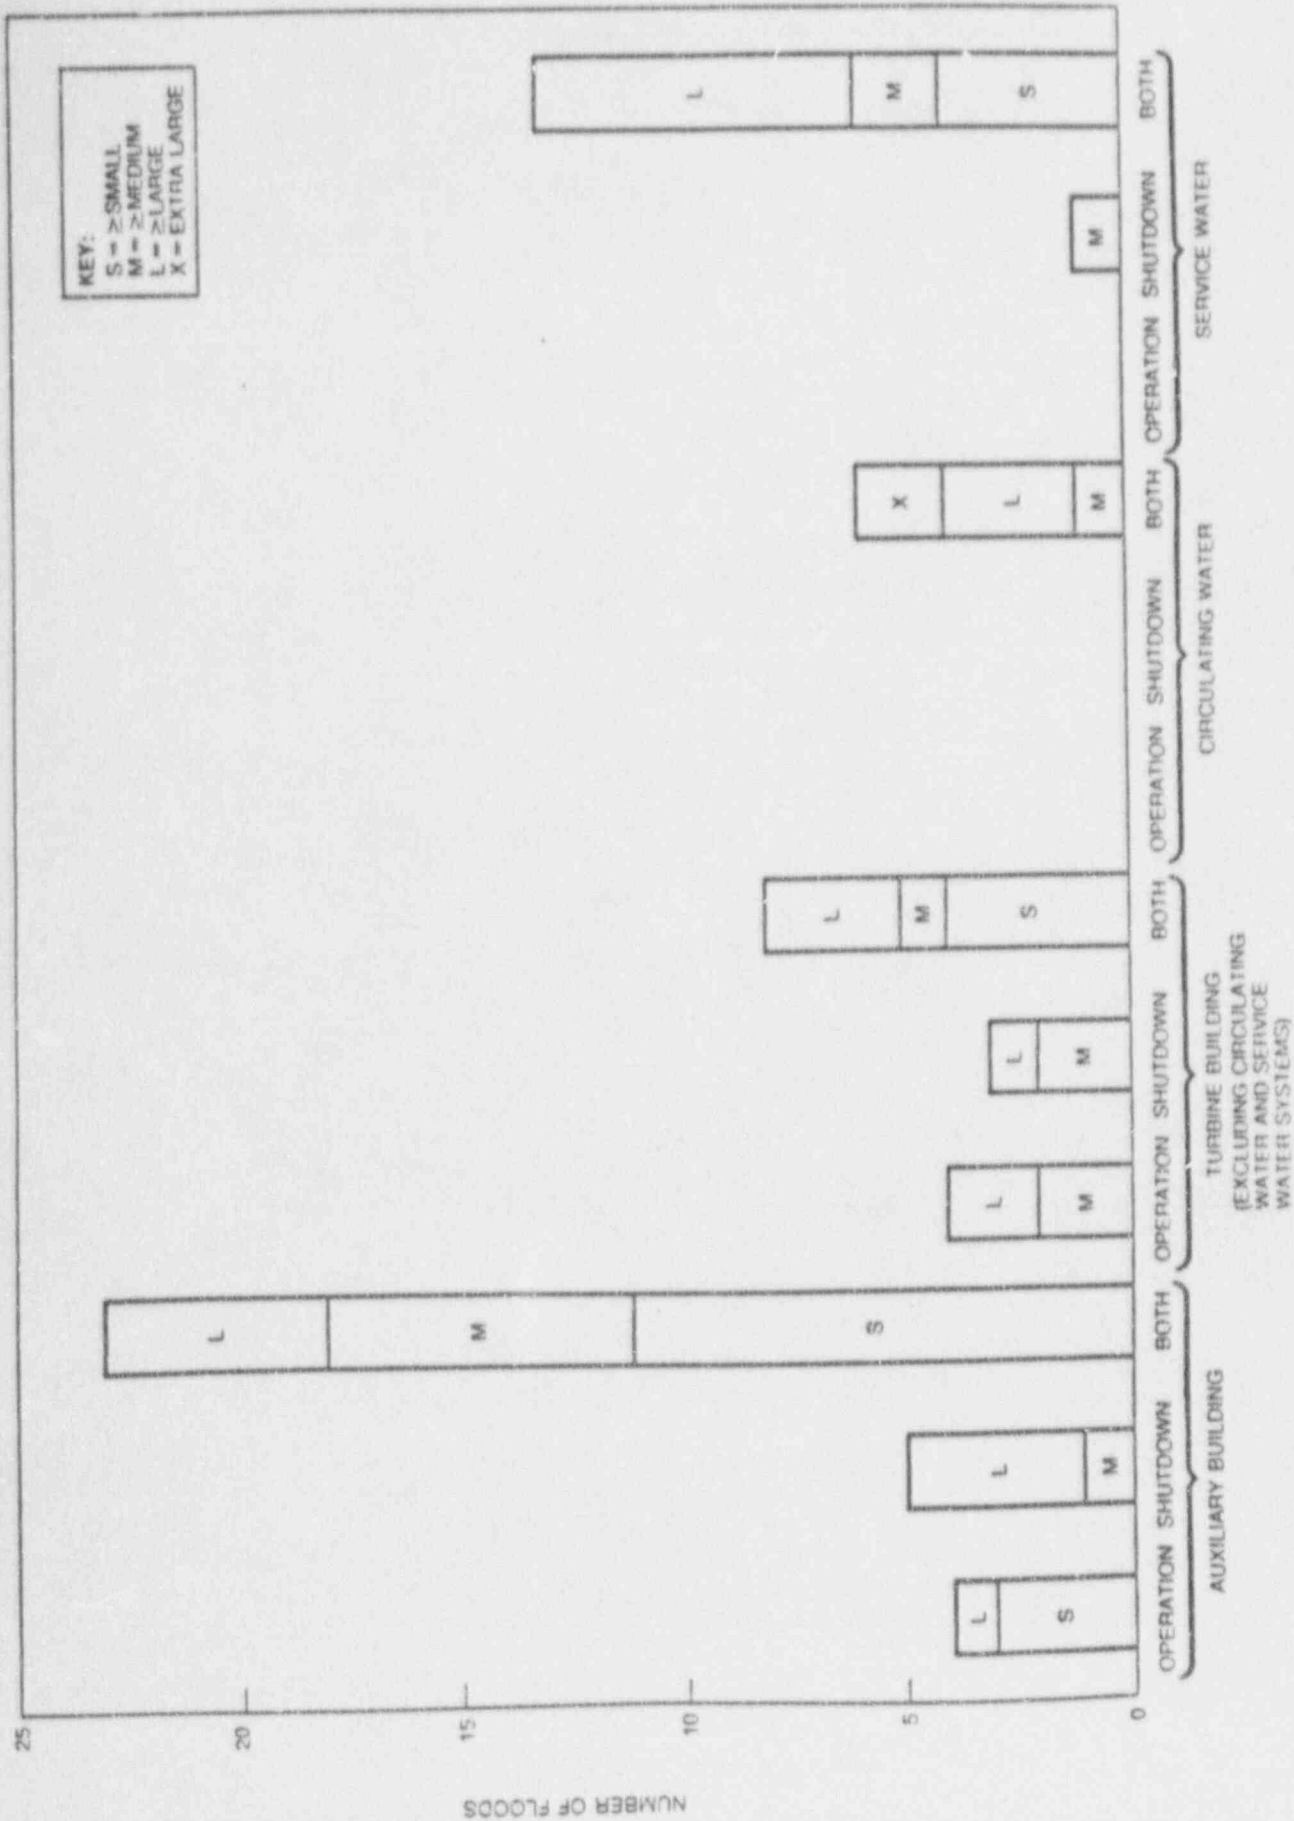 NUMBER OF FLOODS
25
20
15
10
5
0
KEY:
S = ≥SMALL
M = ≥MEDIUM
L = ≥LARGE
X = EXTRA LARGE
L
S
L
M
L
M
S
L
M
L
M
L
M
S
X
L
M
M
L
M
S
OPERATION SHUTDOWN BOTH
OPERATION SHUTDOWN BOTH
OPERATION SHUTDOWN BOTH
OPERATION SHUTDOWN BOTH
AUXILIARY BUILDING
TURBINE BUILDING
(EXCLUDING CIRCULATING
WATER AND SERVICE
WATER SYSTEMS)
CIRCULATING WATER
SERVICE WATER